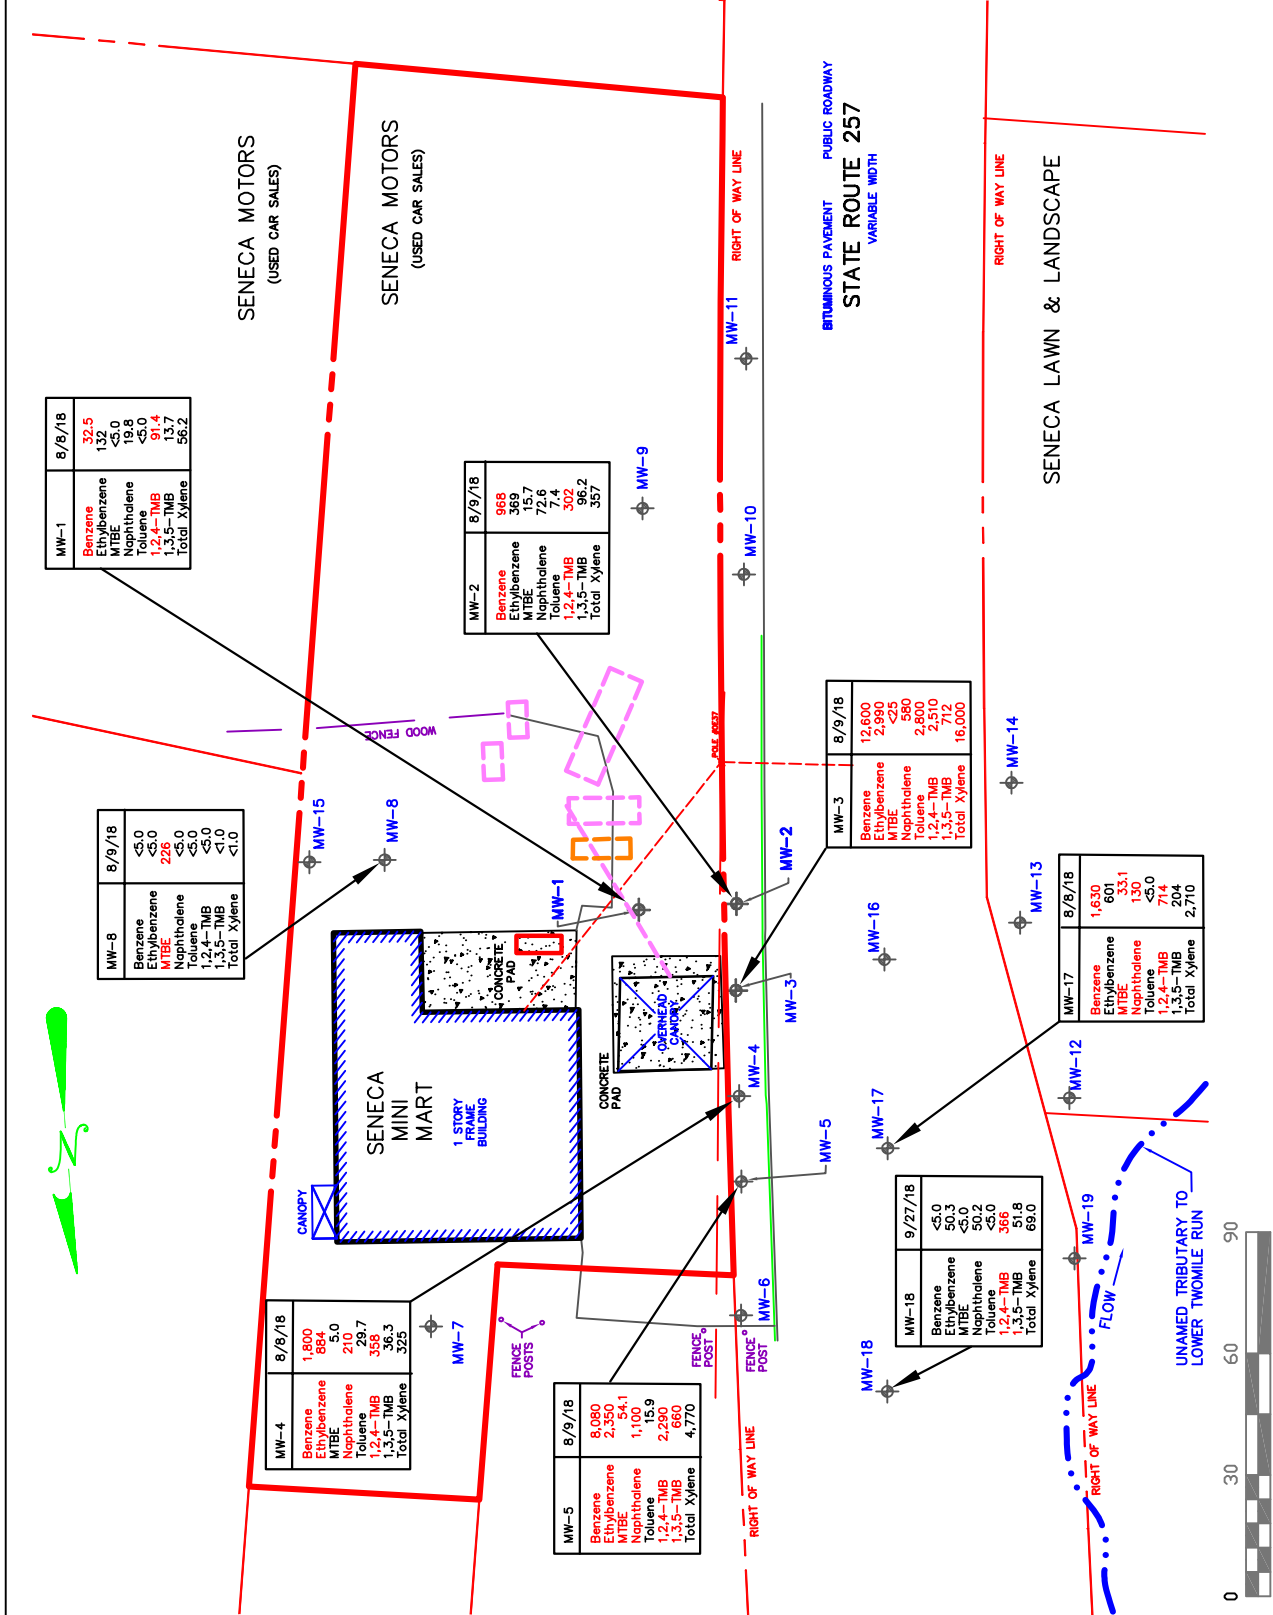 SENECA MOTORS
(USED CAR SALES)
SENECA MOTORS
(USED CAR SALES)
RIGHT OF WAY LINE
BITUMINOUS PAVEMENT PUBLIC ROADWAY
STATE ROUTE 257
VARIABLE WIDTH
RIGHT OF WAY LINE
SENECA LAWN & LANDSCAPE
MW-1 8/8/18
Benzene 32.5
Ethylbenzene 132
MTBE <5.0
Naphthalene 19.8
Toluene <5.0
1,2,4-TMB 91.4
1,3,5-TMB 13.7
Total Xylene 56.2
MW-2 8/9/18
Benzene 968
Ethylbenzene 369
MTBE 15.7
Naphthalene 72.6
Toluene 7.4
1,2,4-TMB 302
1,3,5-TMB 96.2
Total Xylene 357
MW-11
MW-9
MW-10
WOOD FENCE
POLE
MW-3 8/9/18
Benzene 12,600
Ethylbenzene 2,990
MTBE <25
Naphthalene 580
Toluene 2,800
1,2,4-TMB 2,510
1,3,5-TMB 712
Total Xylene 16,000
MW-14
MW-8 8/9/18
Benzene <5.0
Ethylbenzene <5.0
MTBE 226
Naphthalene <5.0
Toluene <5.0
1,2,4-TMB <5.0
1,3,5-TMB <1.0
Total Xylene <1.0
MW-15
MW-8
MW-1
MW-2
MW-16
MW-13
MW-17 8/8/18
Benzene 1,630
Ethylbenzene 601
MTBE 33.1
Naphthalene 130
Toluene <5.0
1,2,4-TMB 714
1,3,5-TMB 204
Total Xylene 2,710
N
CONCRETE
PAD
OVERHEAD
CANOPY
CONCRETE
PAD
SENECA
MINI
MART
1 STORY
FRAME
BUILDING
CANOPY
MW-3
MW-4
MW-5
MW-17
MW-12
MW-4 8/8/18
Benzene 1,800
Ethylbenzene 884
MTBE 5.0
Naphthalene 210
Toluene 29.7
1,2,4-TMB 358
1,3,5-TMB 36.3
Total Xylene 325
MW-7
FENCE
POSTS
FENCE
POST
FENCE
POST
MW-6
MW-18
MW-18 9/27/18
Benzene <5.0
Ethylbenzene 50.3
MTBE <5.0
Naphthalene 50.2
Toluene <5.0
1,2,4-TMB 366
1,3,5-TMB 51.8
Total Xylene 69.0
MW-19
FLOW
UNAMED TRIBUTARY TO
LOWER TWOMILE RUN
MW-5 8/9/18
Benzene 8,080
Ethylbenzene 2,350
MTBE 54.1
Naphthalene 1,100
Toluene 15.9
1,2,4-TMB 2,290
1,3,5-TMB 660
Total Xylene 4,770
RIGHT OF WAY LINE
RIGHT OF WAY LINE
0 30 60 90